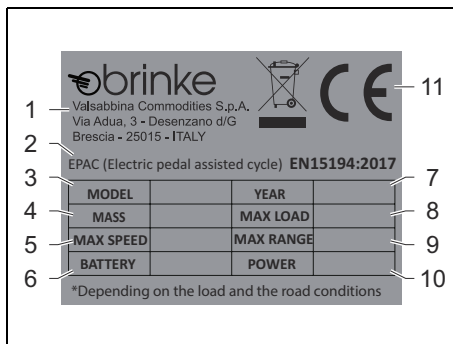 brinke
Valsabbina Commodities S.p.A.
Via Adua, 3 - Desenzano d/G
Brescia - 25015 - ITALY
CE
EPAC (Electric pedal assisted cycle) EN15194:2017
MODEL YEAR
MASS MAX LOAD
MAX SPEED MAX RANGE
BATTERY POWER
*Depending on the load and the road conditions
1
2
3
4
5
6
7
8
9
10
11